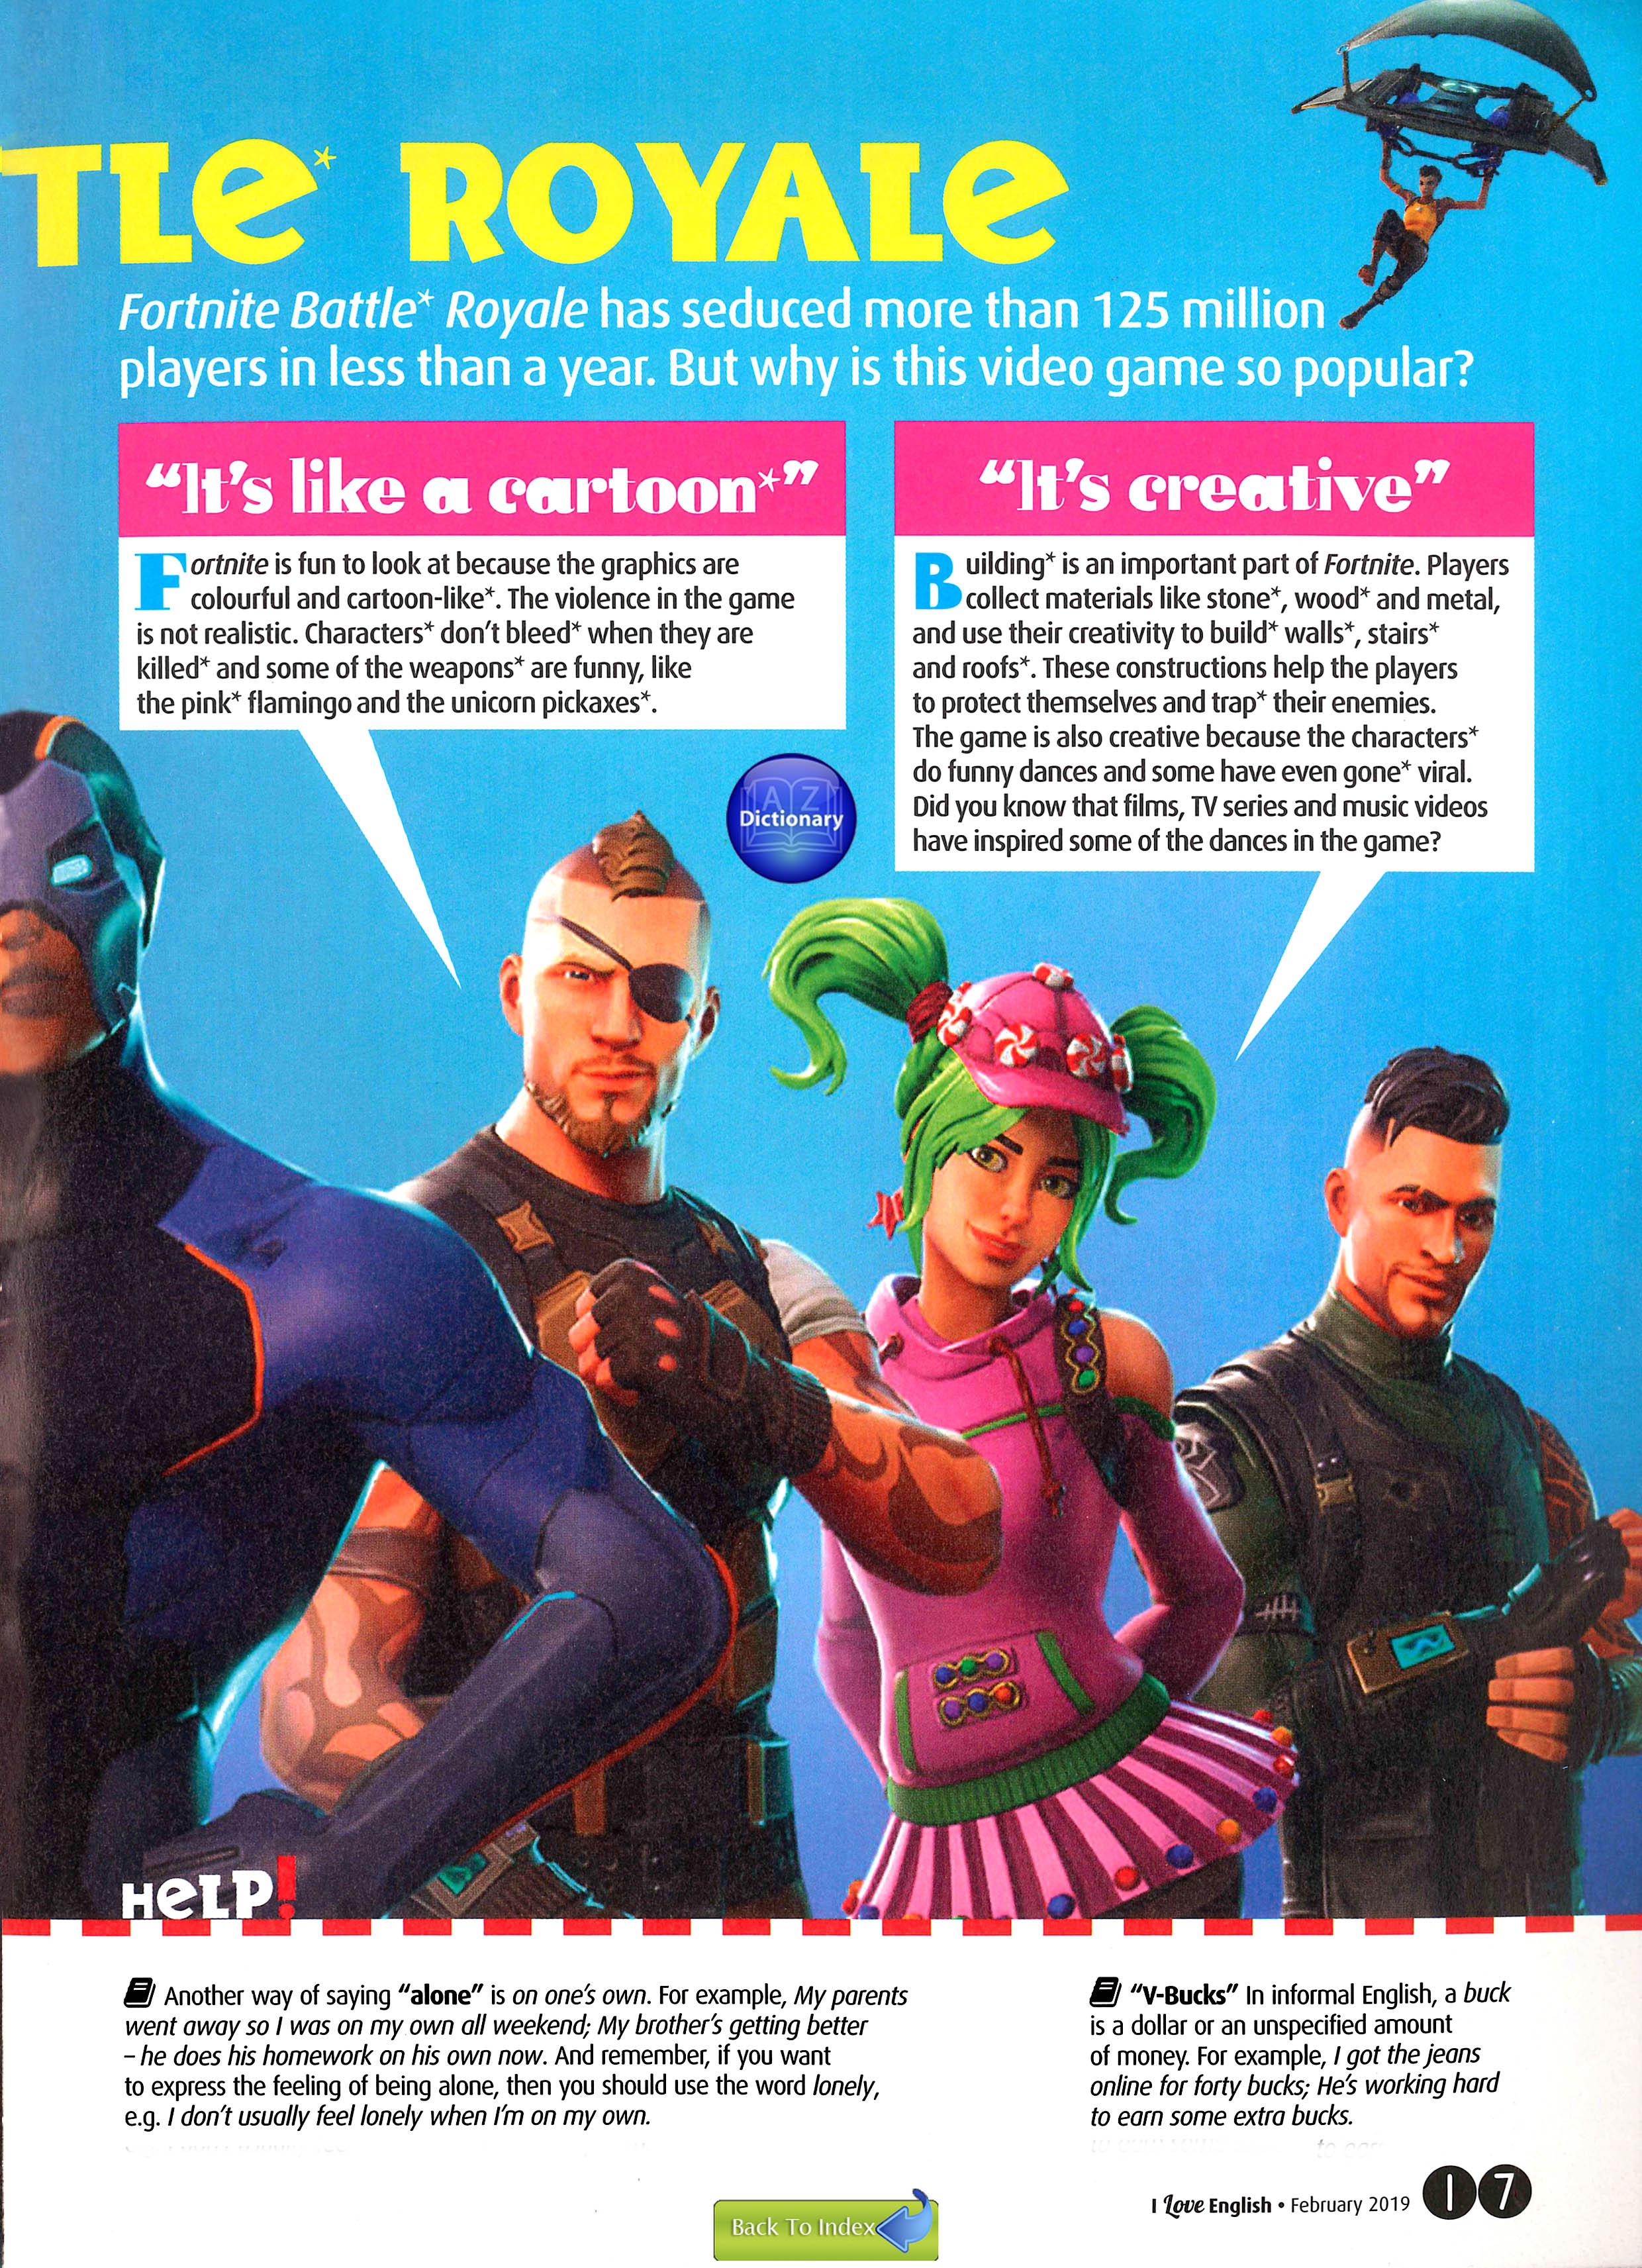 TLe* ROYALe
Fortnite Battle* Royale has seduced more than 125 million
players in less than a year. But why is this video game so popular?
“It’s like a cartoon*”
Fortnite is fun to look at because the graphics are
colourful and cartoon-like*. The violence in the game
is not realistic. Characters* don’t bleed* when they are
killed* and some of the weapons* are funny, like
the pink* flamingo and the unicorn pickaxes*.
“It’s creative”
Building* is an important part of Fortnite. Players
collect materials like stone*, wood* and metal,
and use their creativity to build* walls*, stairs*
and roofs*. These constructions help the players
to protect themselves and trap* their enemies.
The game is also creative because the characters*
do funny dances and some have even gone* viral.
Did you know that films, TV series and music videos
have inspired some of the dances in the game?
A Z
Dictionary
HeLP!
Another way of saying “alone” is on one’s own. For example, My parents
went away so I was on my own all weekend; My brother’s getting better
– he does his homework on his own now. And remember, if you want
to express the feeling of being alone, then you should use the word lonely,
e.g. I don’t usually feel lonely when I’m on my own.
“V-Bucks” In informal English, a buck
is a dollar or an unspecified amount
of money. For example, I got the jeans
online for forty bucks; He’s working hard
to earn some extra bucks.
I Love English • February 2019 17
Back To Index